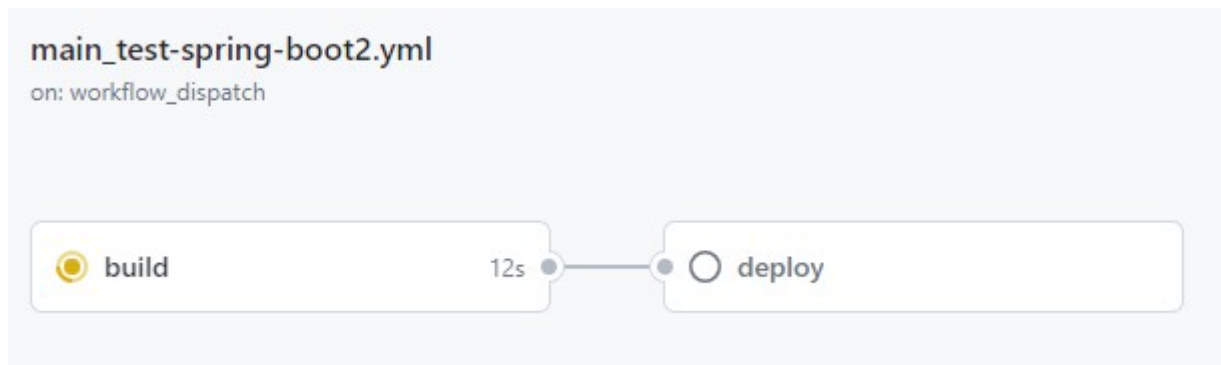 main_test-spring-boot2.yml
on: workflow_dispatch
build 12s deploy